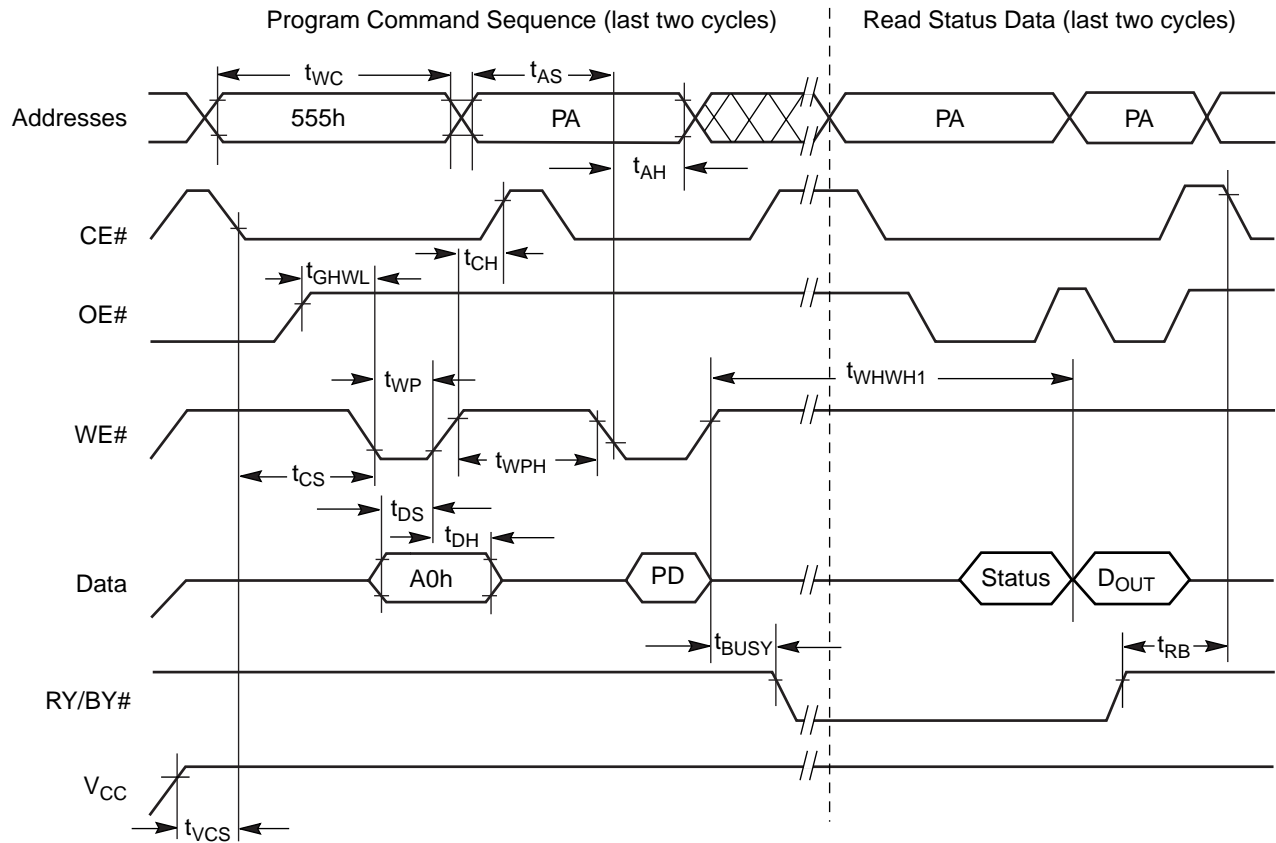 Program Command Sequence (last two cycles)
Read Status Data (last two cycles)
tWC
tAS
Addresses
555h
PA
PA
PA
tAH
CE#
tCH
tGHWL
OE#
tWP
tWHWH1
WE#
tCS
tWPH
tDS
tDH
Data
A0h
PD
Status
DOUT
tBUSY
tRB
RY/BY#
VCC
tVCS